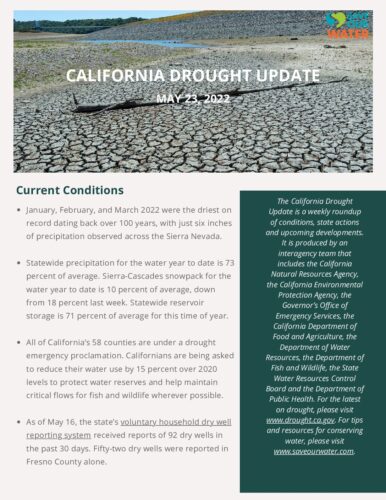 WATER
CALIFORNIA DROUGHT UPDATE
MAY 23, 2022
Current Conditions
• January, February, and March 2022 were the driest on
record dating back over 100 years, with just six inches
of precipitation observed across the Sierra Nevada.
• Statewide precipitation for the water year to date is 73
percent of average. Sierra-Cascades snowpack for the
water year to date is 10 percent of average, down
from 18 percent last week. Statewide reservoir
storage is 71 percent of average for this time of year.
• All of California's 58 counties are under a drought
emergency proclamation. Californians are being asked
to reduce their water use by 15 percent over 2020
levels to protect water reserves and help maintain
critical flows for fish and wildlife wherever possible.
• As of May 16, the state's voluntary household dry well
reporting system received reports of 92 dry wells in
the past 30 days. Fifty-two dry wells were reported in
Fresno County alone.
The California Drought
Update is a weekly roundup
of conditions, state actions
and upcoming developments.
It is produced by an
interagency team that
includes the California
Natural Resources Agency,
the California Environmental
Protection Agency, the
Governor's Office of
Emergency Services, the
California Department of
Food and Agriculture, the
Department of Water
Resources, the Department of
Fish and Wildlife, the State
Water Resources Control
Board and the Department of
Public Health. For the latest
on drought, please visit
www.drought.ca.gov. For tips
and resources for conserving
water, please visit
www.saveourwater.com.